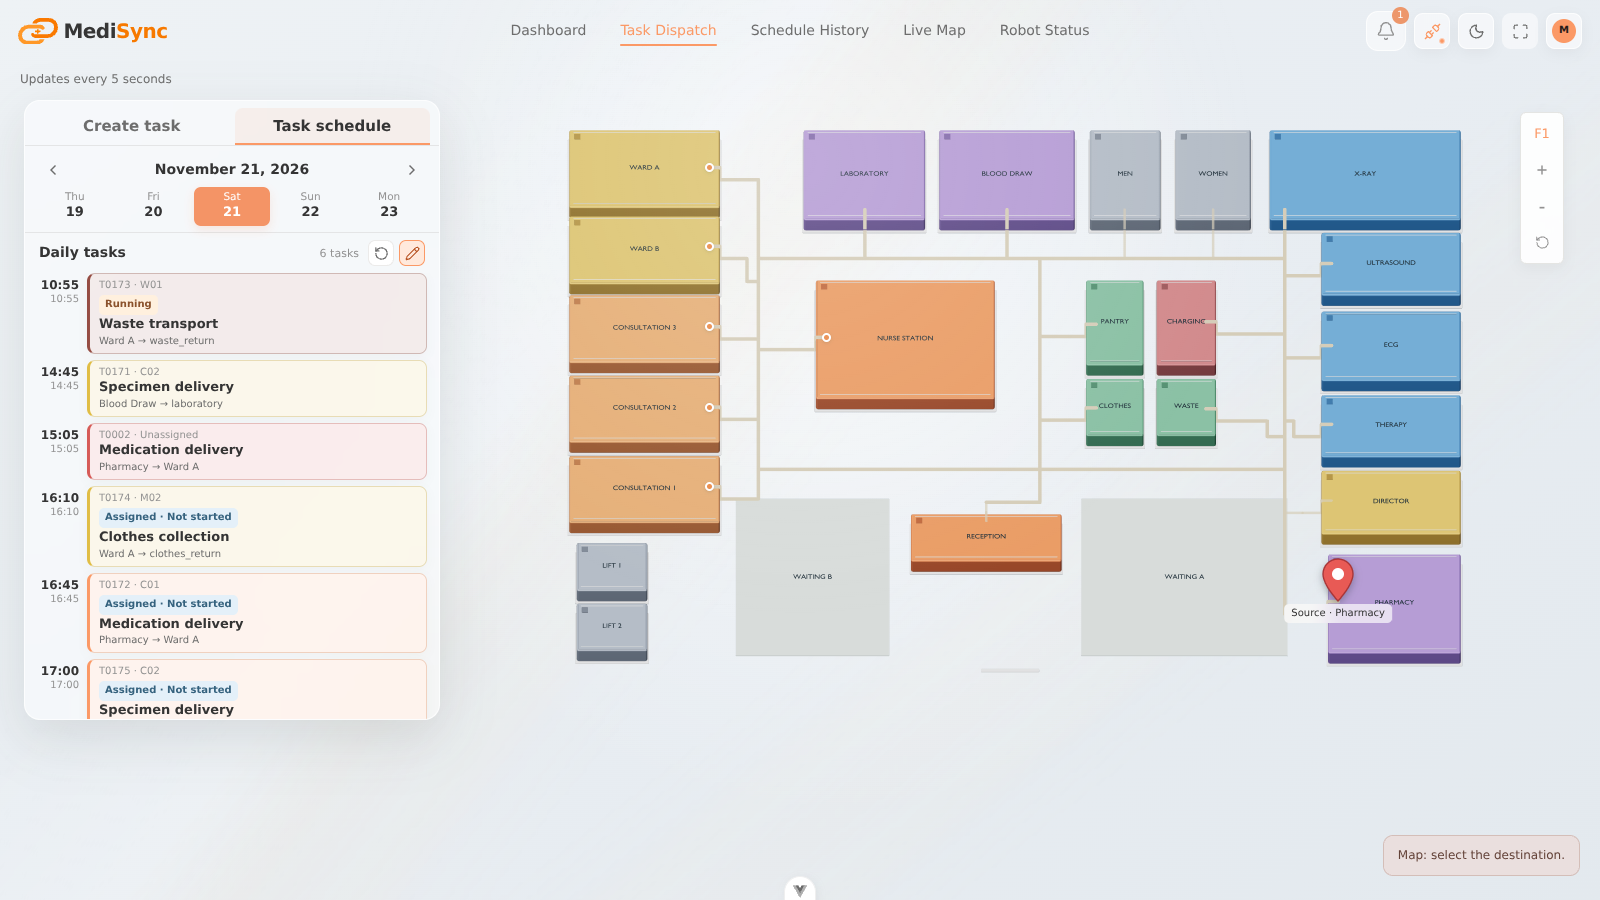 MediSync
Dashboard
Task Dispatch
Schedule History
Live Map
Robot Status
1
M
Updates every 5 seconds
Create task
Task schedule
November 21, 2026
Thu
19
Fri
20
Sat
21
Sun
22
Mon
23
Daily tasks
6 tasks
10:55
10:55
T0173 · W01
Running
Waste transport
Ward A → waste_return
14:45
14:45
T0171 · C02
Specimen delivery
Blood Draw → laboratory
15:05
15:05
T0002 · Unassigned
Medication delivery
Pharmacy → Ward A
16:10
16:10
T0174 · M02
Assigned · Not started
Clothes collection
Ward A → clothes_return
16:45
16:45
T0172 · C01
Assigned · Not started
Medication delivery
Pharmacy → Ward A
17:00
17:00
T0175 · C02
Assigned · Not started
Specimen delivery
WARD A
WARD B
CONSULTATION 3
CONSULTATION 2
CONSULTATION 1
LIFT 1
LIFT 2
LABORATORY
BLOOD DRAW
MEN
WOMEN
X-RAY
NURSE STATION
PANTRY
CHARGING
CLOTHES
WASTE
ULTRASOUND
ECG
THERAPY
DIRECTOR
RECEPTION
WAITING B
WAITING A
PHARMACY
Source · Pharmacy
F1
+
-
Map: select the destination.